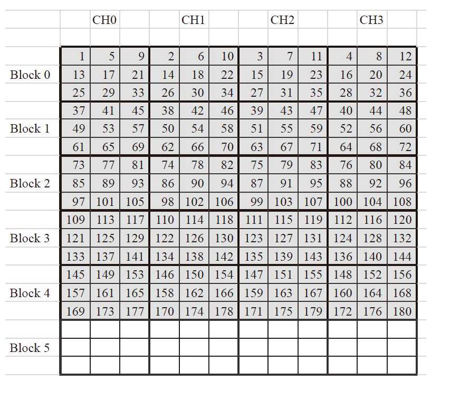 CH0 CH1 CH2 CH3
1 5 9 2 6 10 3 7 11 4 8 12
Block 0 13 17 21 14 18 22 15 19 23 16 20 24
25 29 33 26 30 34 27 31 35 28 32 36
37 41 45 38 42 46 39 43 47 40 44 48
Block 1 49 53 57 50 54 58 51 55 59 52 56 60
61 65 69 62 66 70 63 67 71 64 68 72
73 77 81 74 78 82 75 79 83 76 80 84
Block 2 85 89 93 86 90 94 87 91 95 88 92 96
97 101 105 98 102 106 99 103 107 100 104 108
109 113 117 110 114 118 111 115 119 112 116 120
Block 3 121 125 129 122 126 130 123 127 131 124 128 132
133 137 141 134 138 142 135 139 143 136 140 144
145 149 153 146 150 154 147 151 155 148 152 156
Block 4 157 161 165 158 162 166 159 163 167 160 164 168
169 173 177 170 174 178 171 175 179 172 176 180
Block 5